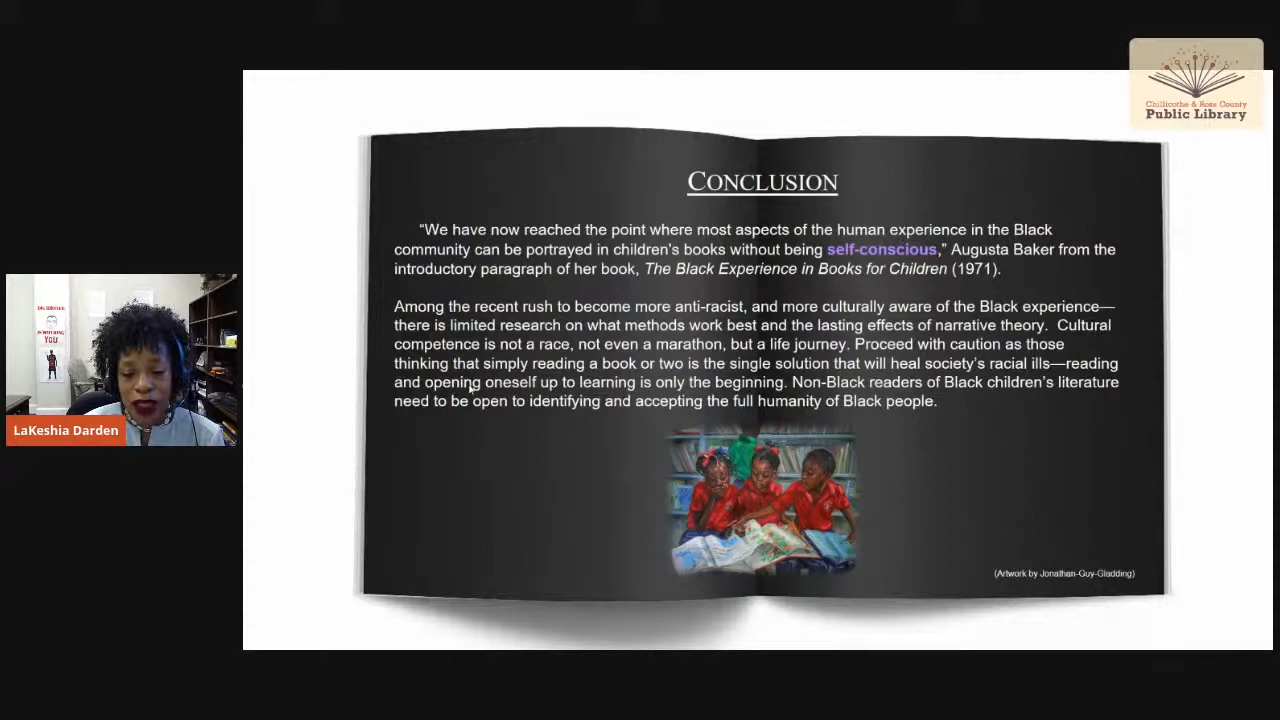 Chillicothe & Ross County
Public Library
CONCLUSION
“We have now reached the point where most aspects of the human experience in the Black
community can be portrayed in children's books without being self-conscious,” Augusta Baker from the
introductory paragraph of her book, The Black Experience in Books for Children (1971).
Among the recent rush to become more anti-racist, and more culturally aware of the Black experience—
there is limited research on what methods work best and the lasting effects of narrative theory. Cultural
competence is not a race, not even a marathon, but a life journey. Proceed with caution as those
thinking that simply reading a book or two is the single solution that will heal society's racial ills—reading
and opening oneself up to learning is only the beginning. Non-Black readers of Black children's literature
need to be open to identifying and accepting the full humanity of Black people.
(Artwork by Jonathan-Guy-Gladding)
BIG BROTHER
IS WATCHING
YOU
LaKeshia Darden